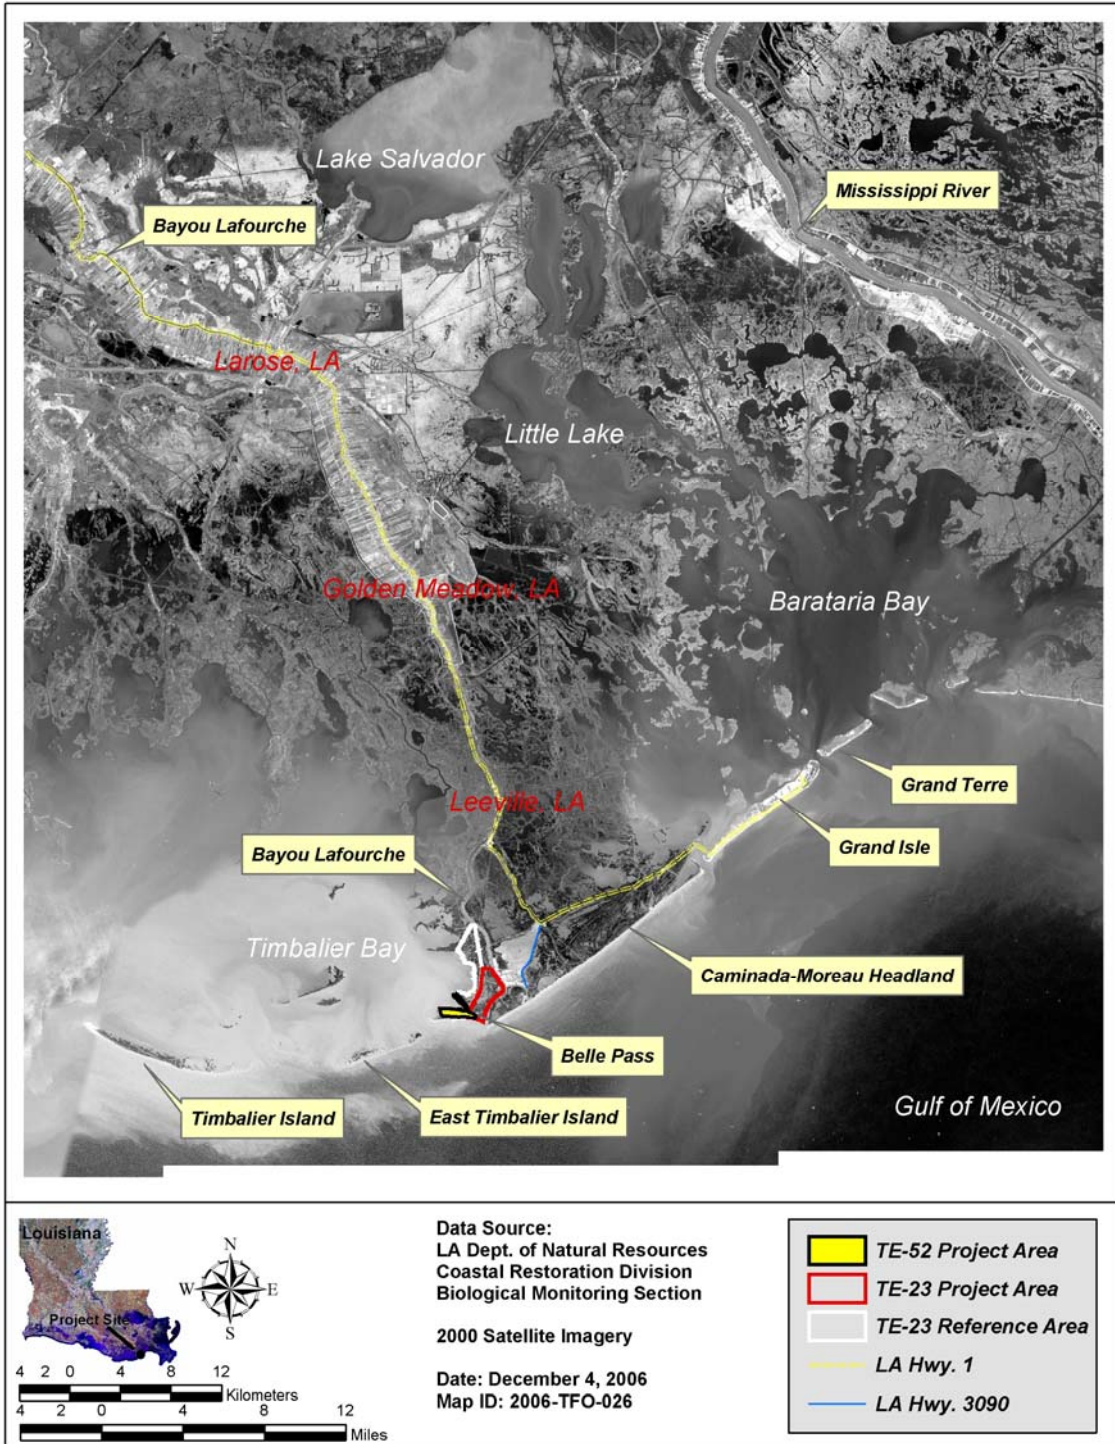 Lake Salvador
Mississippi River
Bayou Lafourche
Larose, LA
Little Lake
Golden Meadow, LA
Barataria Bay
Grand Terre
Leeville, LA
Grand Isle
Bayou Lafourche
Timbalier Bay
Caminada-Moreau Headland
Belle Pass
Gulf of Mexico
Timbalier Island
East Timbalier Island
Louisiana
Project Site
N
W
E
S
4 2 0 4 8 12
Kilometers
4 2 0 4 8 12
Miles
Data Source:
LA Dept. of Natural Resources
Coastal Restoration Division
Biological Monitoring Section
2000 Satellite Imagery
Date: December 4, 2006
Map ID: 2006-TFO-026
TE-52 Project Area
TE-23 Project Area
TE-23 Reference Area
LA Hwy. 1
LA Hwy. 3090